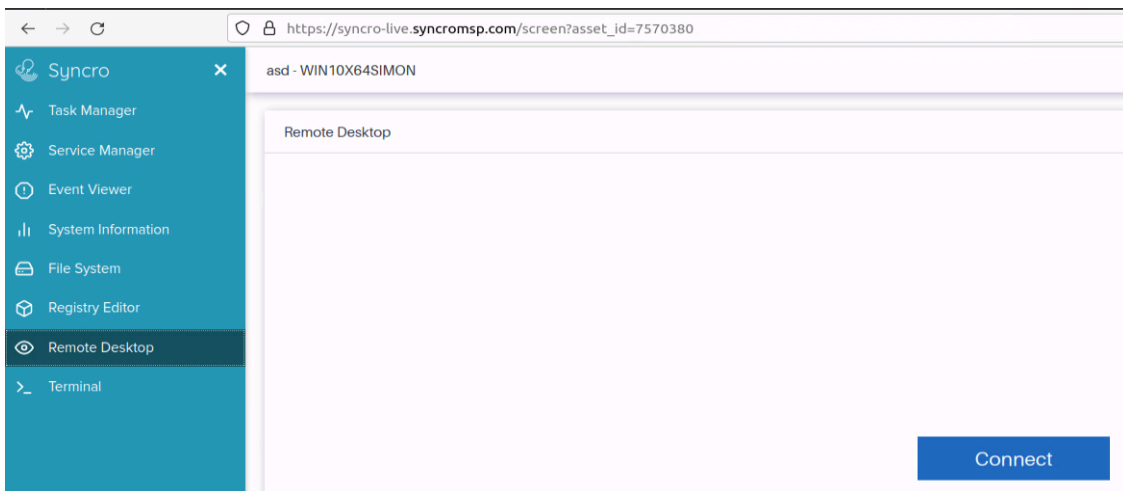 https://syncro-live.syncromsp.com/screen?asset_id=7570380
Syncro
asd - WIN10X64SIMON
Task Manager
Remote Desktop
Service Manager
Event Viewer
System Information
File System
Registry Editor
Remote Desktop
Terminal
Connect